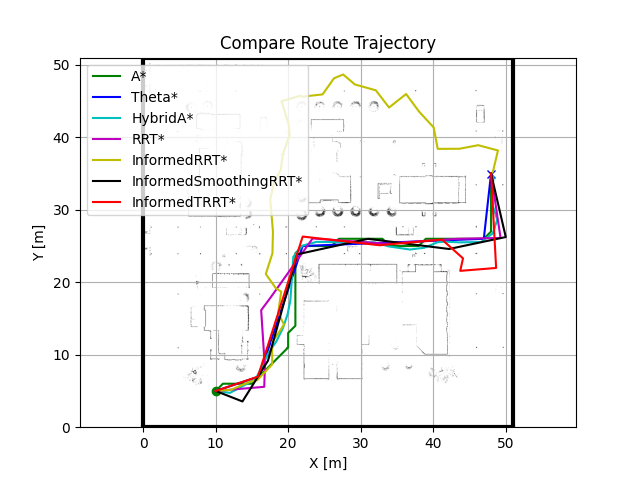 Compare Route Trajectory
50
40
30
20
10
0
Y [m]
A*
Theta*
HybridA*
RRT*
InformedRRT*
InformedSmoothingRRT*
InformedTRRT*
0 10 20 30 40 50
X [m]